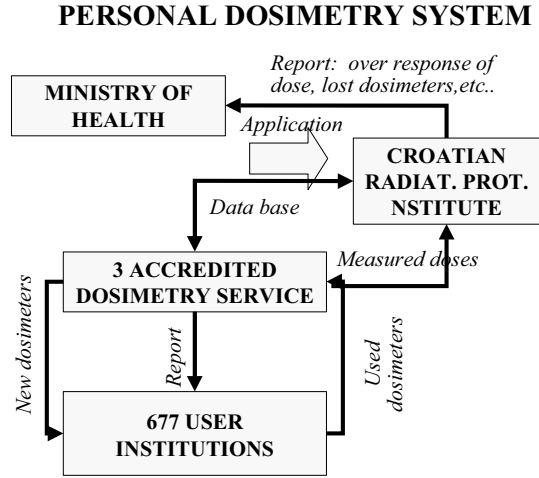 PERSONAL DOSIMETRY SYSTEM
Report: over response of
dose, lost dosimeters,etc..
MINISTRY OF
HEALTH
Application
CROATIAN
RADIAT. PROT.
NSTITUTE
Data base
Measured doses
3 ACCREDITED
DOSIMETRY SERVICE
New dosimeters
Report
Used
dosimeters
677 USER
INSTITUTIONS